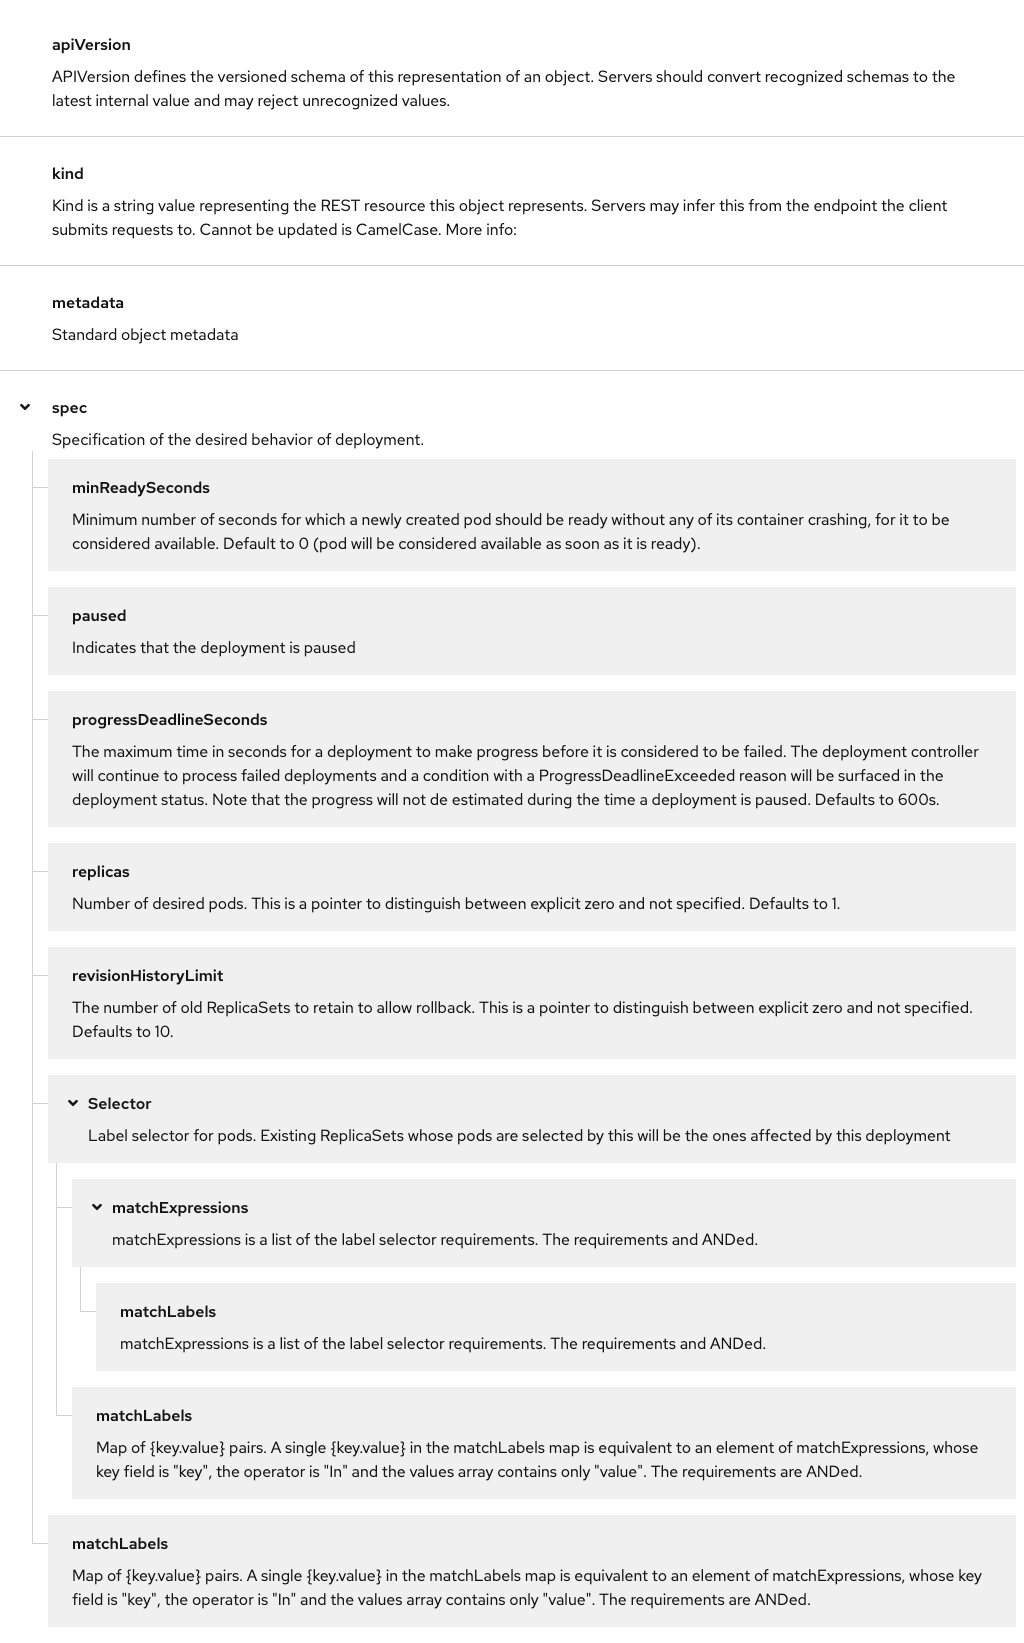 apiVersion
APIVersion defines the versioned schema of this representation of an object. Servers should convert recognized schemas to the
latest internal value and may reject unrecognized values.
kind
Kind is a string value representing the REST resource this object represents. Servers may infer this from the endpoint the client
submits requests to. Cannot be updated is CamelCase. More info:
metadata
Standard object metadata
spec
Specification of the desired behavior of deployment.
minReadySeconds
Minimum number of seconds for which a newly created pod should be ready without any of its container crashing, for it to be
considered available. Default to 0 (pod will be considered available as soon as it is ready).
paused
Indicates that the deployment is paused
progressDeadlineSeconds
The maximum time in seconds for a deployment to make progress before it is considered to be failed. The deployment controller
will continue to process failed deployments and a condition with a ProgressDeadlineExceeded reason will be surfaced in the
deployment status. Note that the progress will not de estimated during the time a deployment is paused. Defaults to 600s.
replicas
Number of desired pods. This is a pointer to distinguish between explicit zero and not specified. Defaults to 1.
revisionHistoryLimit
The number of old ReplicaSets to retain to allow rollback. This is a pointer to distinguish between explicit zero and not specified.
Defaults to 10.
Selector
Label selector for pods. Existing ReplicaSets whose pods are selected by this will be the ones affected by this deployment
matchExpressions
matchExpressions is a list of the label selector requirements. The requirements and ANDed.
matchLabels
matchExpressions is a list of the label selector requirements. The requirements and ANDed.
matchLabels
Map of {key.value} pairs. A single {key.value} in the matchLabels map is equivalent to an element of matchExpressions, whose
key field is "key", the operator is "In" and the values array contains only "value". The requirements are ANDed.
matchLabels
Map of {key.value} pairs. A single {key.value} in the matchLabels map is equivalent to an element of matchExpressions, whose key
field is "key", the operator is "In" and the values array contains only "value". The requirements are ANDed.